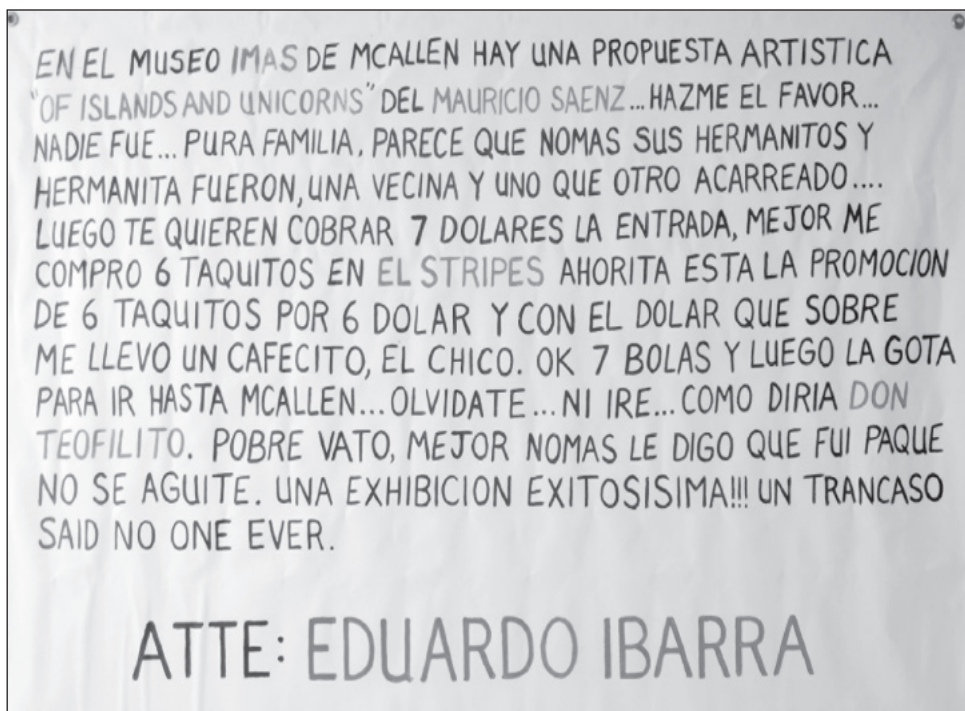 EN EL MUSEO IMAS DE MCALLEN HAY UNA PROPUESTA ARTISTICA
"OF ISLANDS AND UNICORNS" DEL MAURICIO SAENZ...HAZME EL FAVOR...
NADIE FUE... PURA FAMILIA. PARECE QUE NOMAS SUS HERMANITOS Y
HERMANITA FUERON, UNA VECINA Y UNO QUE OTRO ACARREADO....
LUEGO TE QUIEREN COBRAR 7 DOLARES LA ENTRADA, MEJOR ME
COMPRO 6 TAQUITOS EN EL STRIPES AHORITA ESTA LA PROMOCION
DE 6 TAQUITOS POR 6 DOLAR Y CON EL DOLAR QUE SOBRE
ME LLEVO UN CAFECITO, EL CHICO. OK 7 BOLAS Y LUEGO LA GOTA
PARA IR HASTA MCALLEN...OLVIDATE...NI IRE...COMO DIRIA DON
TEOFILITO. POBRE VATO, MEJOR NOMAS LE DIGO QUE FUI PAQUE
NO SE AGUITE. UNA EXHIBICION EXITOSISIMA!!! UN TRANCASO
SAID NO ONE EVER.
ATTE: EDUARDO IBARRA